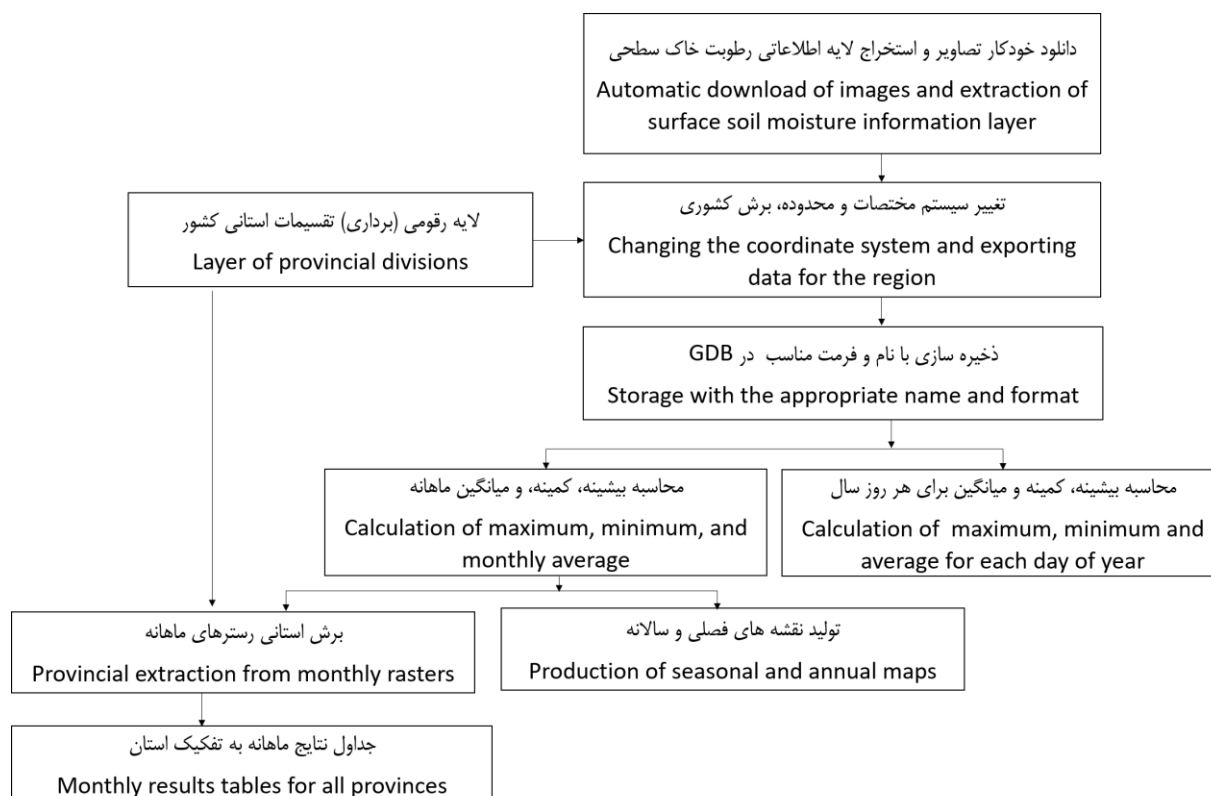 دانلود خودکار تصاویر و استخراج لایه اطلاعاتی رطوبت خاک سطحی
Automatic download of images and extraction of
surface soil moisture information layer
تغییر سیستم مختصات و محدوده، برش کشوری
Changing the coordinate system and exporting
data for the region
لایه رقومی (برداری) تقسیمات استانی کشور
Layer of provincial divisions
ذخیره سازی با نام و فرمت مناسب در GDB
Storage with the appropriate name and format
محاسبه بیشینه، کمینه، و میانگین ماهانه
Calculation of maximum, minimum, and
monthly average
محاسبه بیشینه، کمینه و میانگین برای هر روز سال
Calculation of maximum, minimum and
average for each day of year
برش استانی رسترهای ماهانه
Provincial extraction from monthly rasters
تولید نقشه های فصلی و سالانه
Production of seasonal and annual maps
جداول نتایج ماهانه به تفکیک استان
Monthly results tables for all provinces